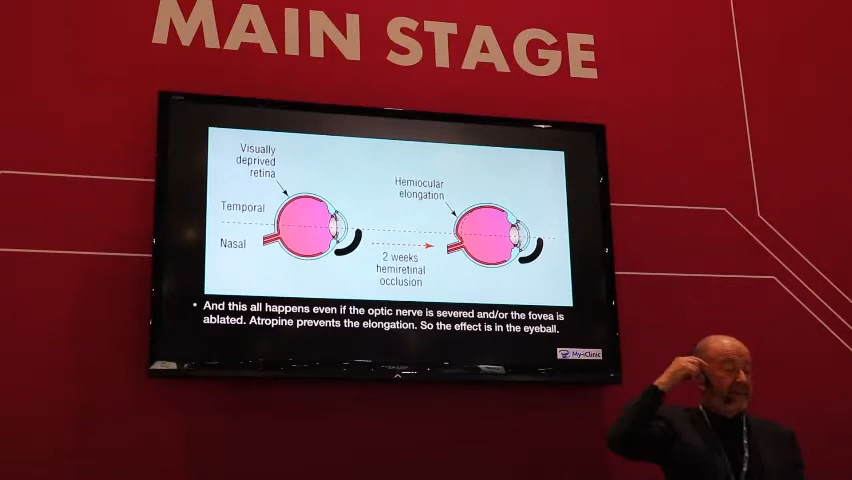 MAIN STAGE
Visually
deprived
retina
Hemiocular
elongation
Temporal
Nasal
2 weeks
hemiretinal
occlusion
• And this all happens even if the optic nerve is severed and/or the fovea is
ablated. Atropine prevents the elongation. So the effect is in the eyeball.
My-iClinic
SHARP